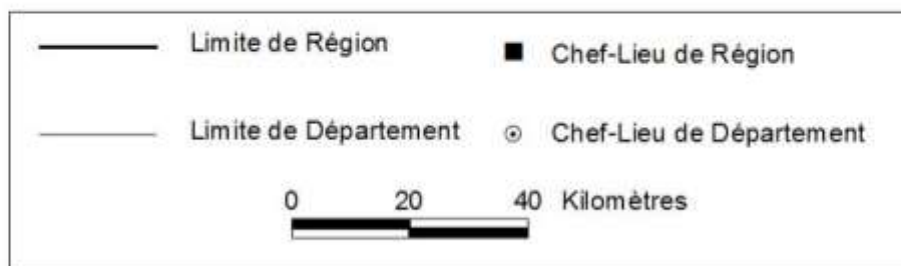 Limite de Région
Chef-Lieu de Région
Limite de Département
Chef-Lieu de Département
0 20 40 Kilomètres